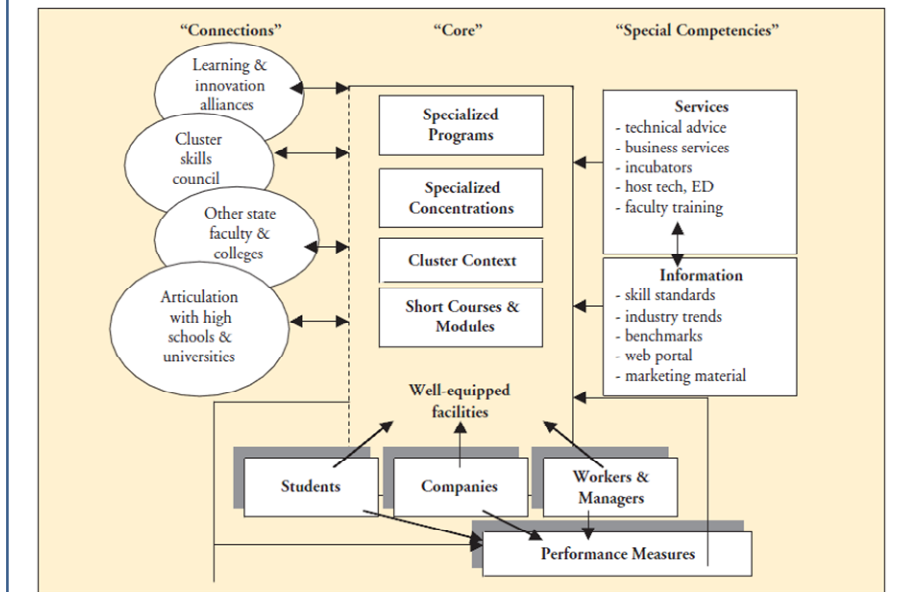 “Connections”
“Core”
“Special Competencies”
Learning &
innovation
alliances
Cluster
skills
council
Other state
faculty &
colleges
Articulation
with high
schools &
universities
Specialized
Programs
Specialized
Concentrations
Cluster Context
Short Courses &
Modules
Well-equipped
facilities
Services
- technical advice
- business services
- incubators
- host tech, ED
- faculty training
Information
- skill standards
- industry trends
- benchmarks
- web portal
- marketing material
Students
Companies
Workers &
Managers
Performance Measures